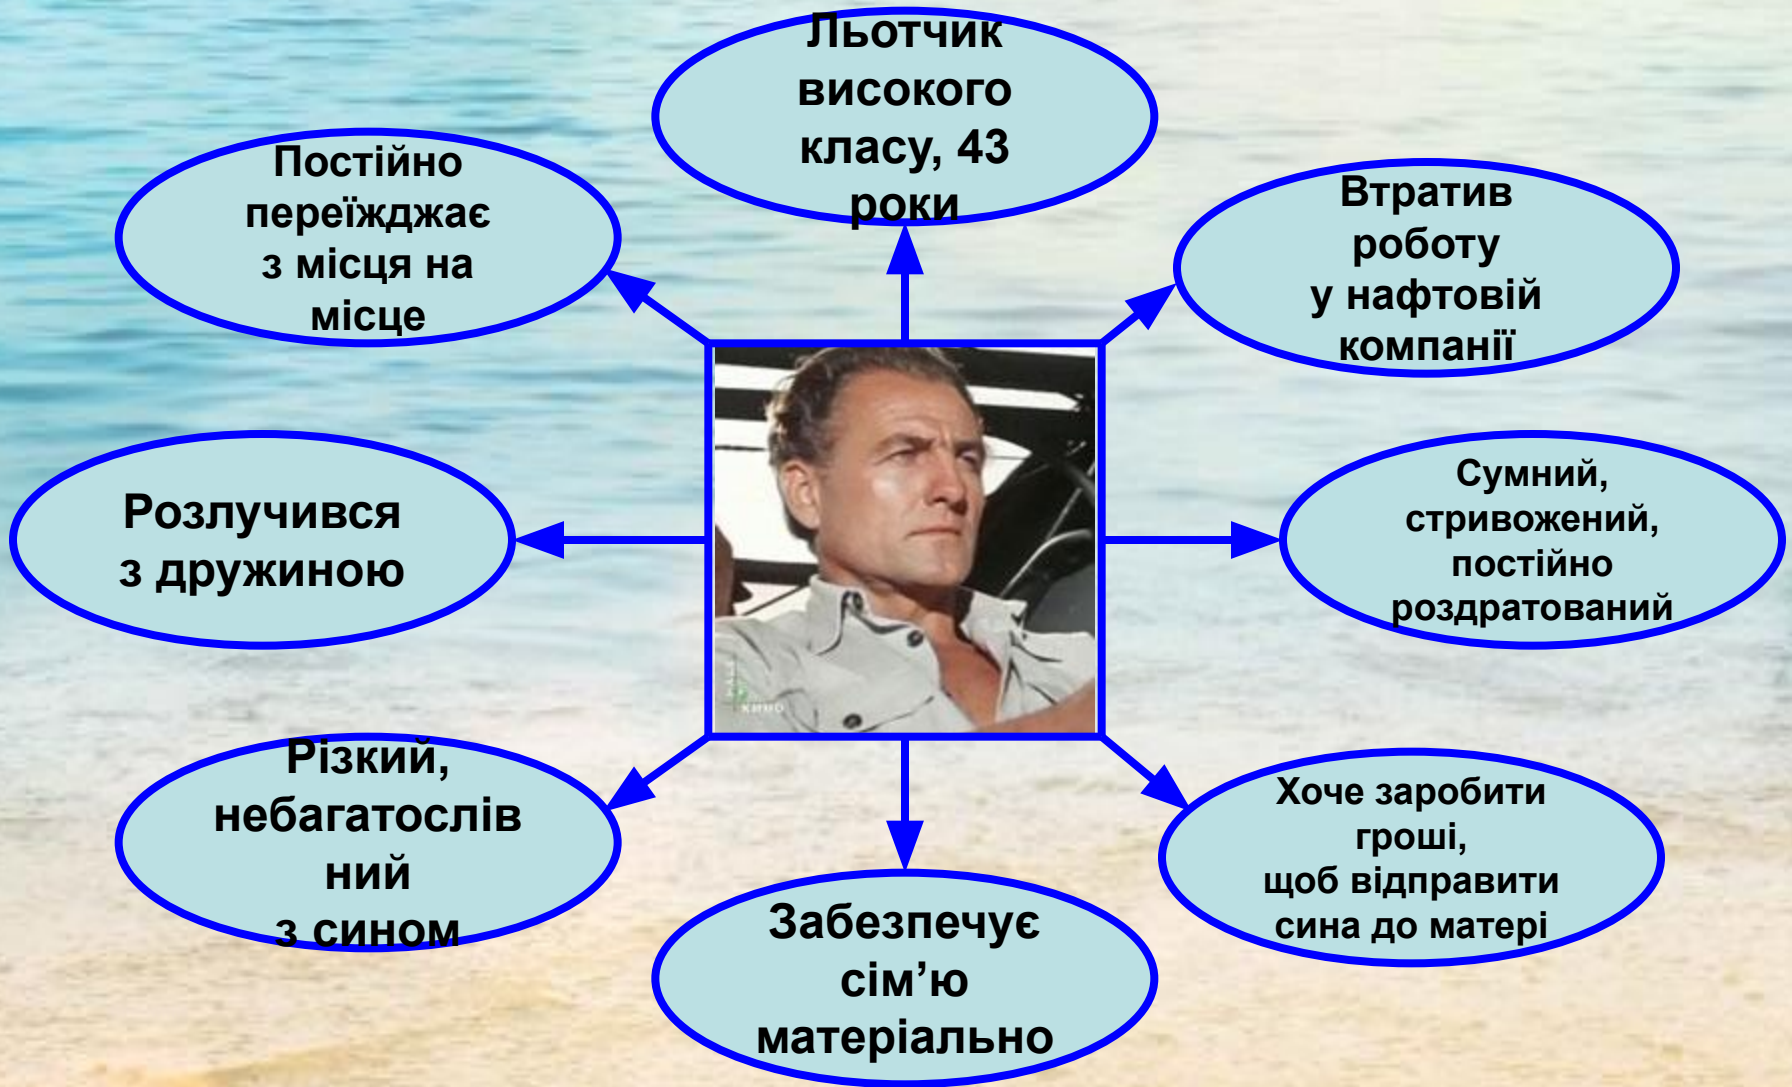 Льотчик
високого
класу, 43
роки
Постійно
переїжджає
з місця на
місце
Втратив
роботу
у нафтовій
компанії
Розлучився
з дружиною
Сумний,
стривожений,
постійно
роздратований
Різкий,
небагатослів
ний
з сином
Забезпечує
сім’ю
матеріально
Хоче заробити
гроші,
щоб відправити
сина до матері
КИНО